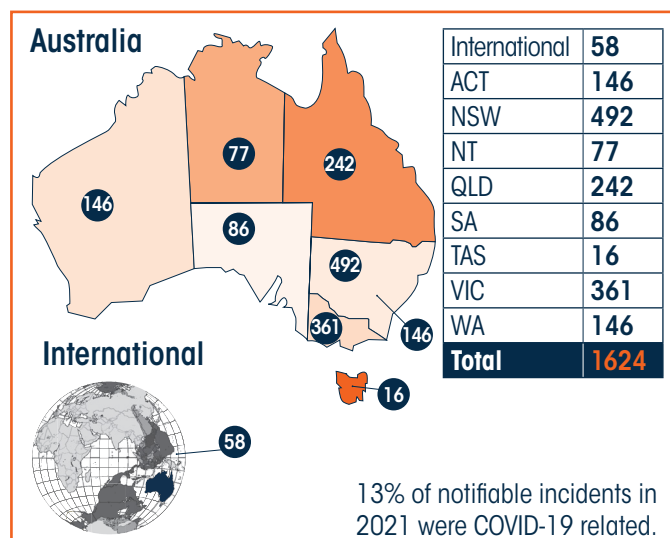 Australia
77
242
146
86
492
361
146
16
International
58
International 58
ACT 146
NSW 492
NT 77
QLD 242
SA 86
TAS 16
VIC 361
WA 146
Total 1624
13% of notifiable incidents in
2021 were COVID-19 related.